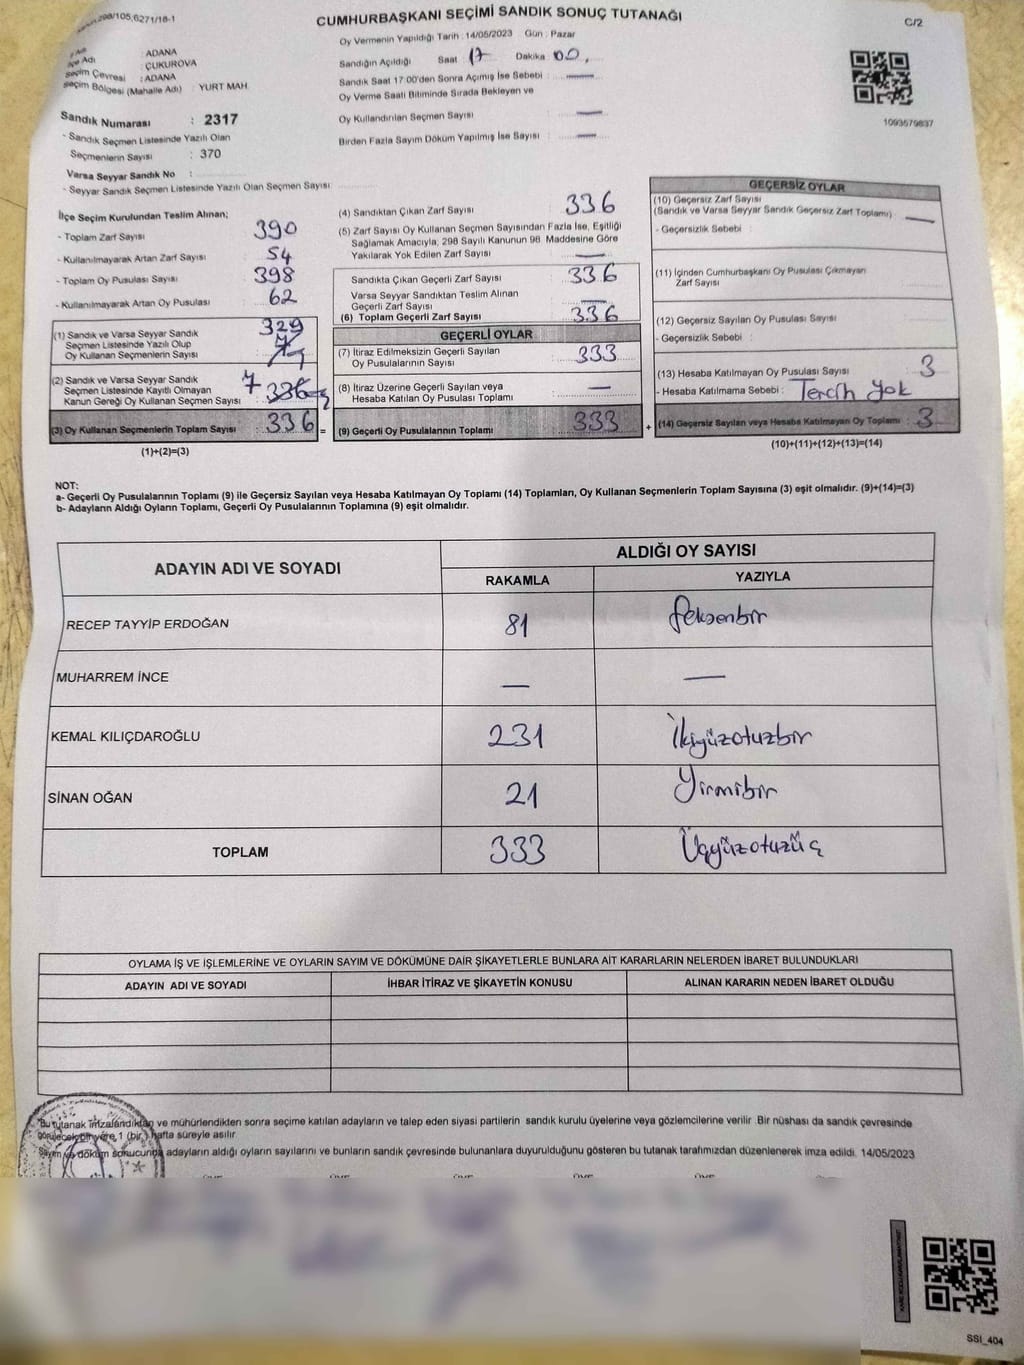 298/105,6271/16-1
CUMHURBAŞKANI SEÇİMİ SANDIK SONUÇ TUTANAĞI
C/2
İl Adı : ADANA
İlçe Adı : ÇUKUROVA
Seçim Çevresi : ADANA
Seçim Bölgesi (Mahalle Adı) : YURT MAH.
Sandık Numarası : 2317
- Sandık Seçmen Listesinde Yazılı Olan
Seçmenlerin Sayısı : 370
Varsa Seyyar Sandık No :
- Seyyar Sandık Seçmen Listesinde Yazılı Olan Seçmen Sayısı:
Oy Vermenin Yapıldığı Tarih : 14/05/2023 Gün : Pazar
Sandığın Açıldığı Saat 17 Dakika 00
Sandık Saat 17:00'den Sonra Açmış İse Sebebi : —
Oy Verme Saati Bitiminde Sırada Bekleyen ve
Oy Kullandırılan Seçmen Sayısı : —
Birden Fazla Sayım Döküm Yapılmış İse Sayısı : —
1093579837
İlçe Seçim Kurulundan Teslim Alınan;
- Toplam Zarf Sayısı : 390
- Kullanılmayarak Artan Zarf Sayısı : 54
- Toplam Oy Pusulası Sayısı : 398
- Kullanılmayarak Artan Oy Pusulası : 62
(1) Sandık ve Varsa Seyyar Sandık
Seçmen Listesinde Yazılı Olup
Oy Kullanan Seçmenlerin Sayısı : 329
(2) Sandık ve Varsa Seyyar Sandık
Seçmen Listesinde Kayıtlı Olmayan
Kanun Gereği Oy Kullanan Seçmen Sayısı : 7 336
(3) Oy Kullanan Seçmenlerin Toplam Sayısı : 336 =
(1)+(2)=(3)
(4) Sandıktan Çıkan Zarf Sayısı : 336
(5) Zarf Sayısı Oy Kullanan Seçmen Sayısından Fazla İse, Eşitliği
Sağlamak Amacıyla, 298 Sayılı Kanunun 98. Maddesine Göre
Yakılarak Yok Edilen Zarf Sayısı : —
Sandıkta Çıkan Geçerli Zarf Sayısı : 336
Varsa Seyyar Sandıktan Teslim Alınan
Geçerli Zarf Sayısı : —
(6) Toplam Geçerli Zarf Sayısı : 336
GEÇERLİ OYLAR
(7) İtiraz Edilmeksizin Geçerli Sayılan
Oy Pusulalarının Sayısı : 333
(8) İtiraz Üzerine Geçerli Sayılan veya
Hesaba Katılan Oy Pusulası Toplamı : —
(9) Geçerli Oy Pusulalarının Toplamı : 333 +
GEÇERSİZ OYLAR
(10) Geçersiz Zarf Sayısı
(Sandık ve Varsa Seyyar Sandık Geçersiz Zarf Toplamı) : —
- Geçersizlik Sebebi :
(11) İçinden Cumhurbaşkanı Oy Pusulası Çıkmayan
Zarf Sayısı :
(12) Geçersiz Sayılan Oy Pusulası Sayısı :
- Geçersizlik Sebebi :
(13) Hesaba Katılmayan Oy Pusulası Sayısı : 3
- Hesaba Katılmama Sebebi : Tercih yok
(14) Geçersiz Sayılan veya Hesaba Katılmayan Oy Toplamı : 3
(10)+(11)+(12)+(13)=(14)
NOT:
a- Geçerli Oy Pusulalarının Toplamı (9) ile Geçersiz Sayılan veya Hesaba Katılmayan Oy Toplamı (14) Toplamları, Oy Kullanan Seçmenlerin Toplam Sayısına (3) eşit olmalıdır. (9)+(14)=(3)
b- Adayların Aldığı Oyların Toplamı, Geçerli Oy Pusulalarının Toplamına (9) eşit olmalıdır.
ADAYIN ADI VE SOYADI
ALDIĞI OY SAYISI
RAKAMLA YAZIYLA
RECEP TAYYİP ERDOĞAN 81 Seksenbir
MUHARREM İNCE — —
KEMAL KILIÇDAROĞLU 231 İkiyüzotuzbir
SİNAN OĞAN 21 Yirmibir
TOPLAM 333 Üçyüzotuzüç
OYLAMA İŞ VE İŞLEMLERİNE VE OYLARIN SAYIM VE DÖKÜMÜNE DAİR ŞİKAYETLERLE BUNLARA AİT KARARLARIN NELERDEN İBARET BULUNDUKLARI
ADAYIN ADI VE SOYADI İHBAR İTİRAZ VE ŞİKAYETİN KONUSU ALINAN KARARIN NEDEN İBARET OLDUĞU
Bu tutanak imzalandıktan ve mühürlendikten sonra seçime katılan adayların ve talep eden siyasi partilerin sandık kurulu üyelerine veya gözlemcilerine verilir. Bir nüshası da sandık çevresinde
görülecek bir yere 1 (bir) hafta süreyle asılır.
Sayım ve döküm sonucunda adayların aldığı oyların sayılarını ve bunların sandık çevresinde bulunanlara duyurulduğunu gösteren bu tutanak tarafımızdan düzenlenerek imza edildi. 14/05/2023
SSİ_404